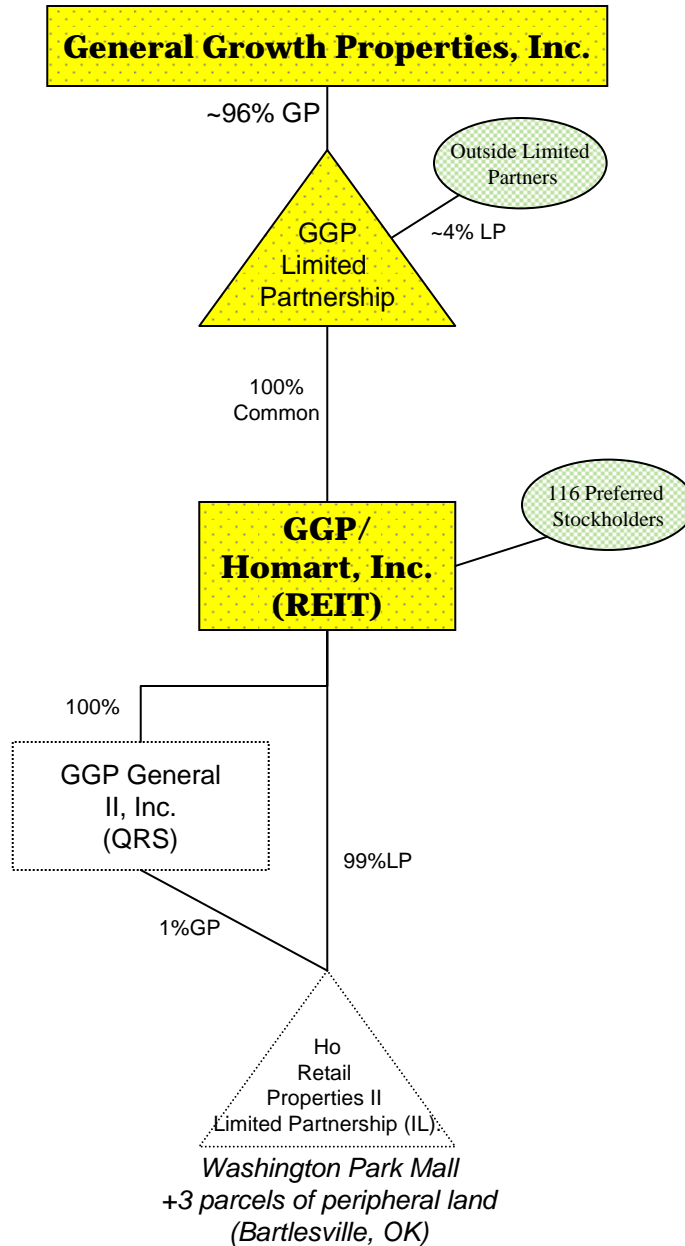 General Growth Properties, Inc.
~96% GP
Outside Limited
Partners
~4% LP
GGP
Limited
Partnership
100%
Common
116 Preferred
Stockholders
GGP/
Homart, Inc.
(REIT)
100%
GGP General
II, Inc.
(QRS)
99%LP
1%GP
Ho
Retail
Properties II
Limited Partnership (IL).
Washington Park Mall
+3 parcels of peripheral land
(Bartlesville, OK)